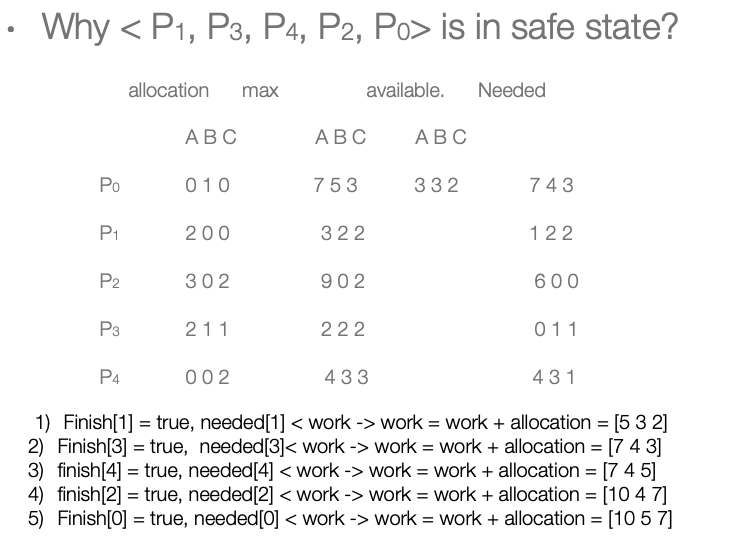 • Why < P1, P3, P4, P2, P0> is in safe state?
allocation max available. Needed
A B C A B C A B C
P0 0 1 0 7 5 3 3 3 2 7 4 3
P1 2 0 0 3 2 2 1 2 2
P2 3 0 2 9 0 2 6 0 0
P3 2 1 1 2 2 2 0 1 1
P4 0 0 2 4 3 3 4 3 1
1) Finish[1] = true, needed[1] < work -> work = work + allocation = [5 3 2]
2) Finish[3] = true, needed[3]< work -> work = work + allocation = [7 4 3]
3) finish[4] = true, needed[4] < work -> work = work + allocation = [7 4 5]
4) finish[2] = true, needed[2] < work -> work = work + allocation = [10 4 7]
5) Finish[0] = true, needed[0] < work -> work = work + allocation = [10 5 7]